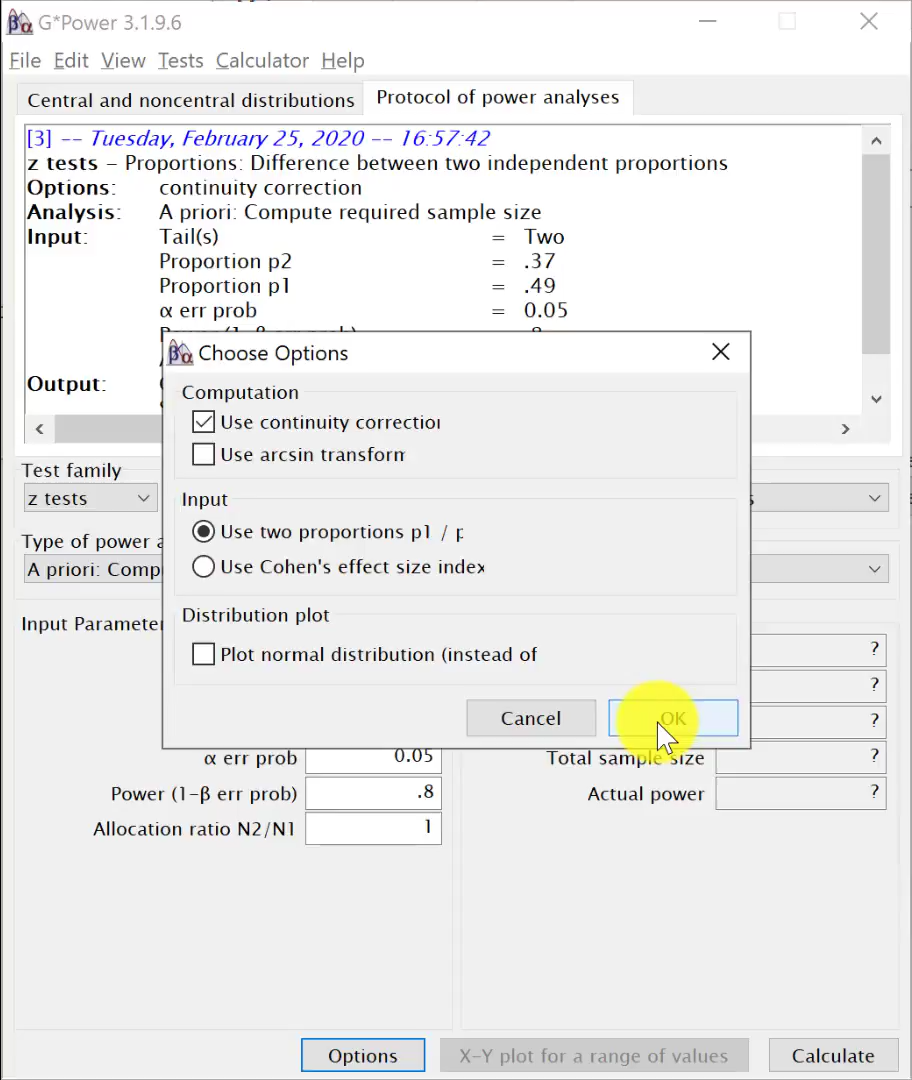 G*Power 3.1.9.6
File Edit View Tests Calculator Help
Central and noncentral distributions Protocol of power analyses
[3] -- Tuesday, February 25, 2020 -- 16:57:42
z tests – Proportions: Difference between two independent proportions
Options: continuity correction
Analysis: A priori: Compute required sample size
Input: Tail(s) = Two
Proportion p2 = .37
Proportion p1 = .49
α err prob = 0.05
Output:
Choose Options
Computation
Use continuity correction
Use arcsin transform
Input
Use two proportions p1 / p
Use Cohen's effect size index
Distribution plot
Plot normal distribution (instead of
Cancel OK
Test family
z tests
Type of power a
A priori: Comp
Input Parameter
?
?
?
α err prob 0.05 Total sample size ?
Power (1-β err prob) .8 Actual power ?
Allocation ratio N2/N1 1
Options X-Y plot for a range of values Calculate